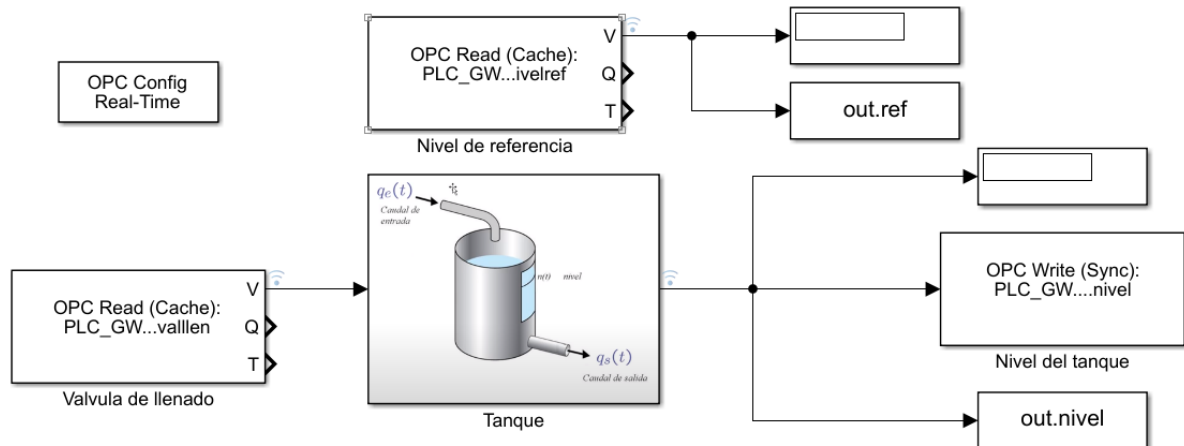 OPC Config
Real-Time
OPC Read (Cache):
PLC_GW...ivelref
V
Q
T
Nivel de referencia
out.ref
OPC Read (Cache):
PLC_GW...valllen
V
Q
T
Valvula de llenado
qe(t)
Caudal de
entrada
n(t) nivel
qs(t)
Caudal de salida
Tanque
OPC Write (Sync):
PLC_GW....nivel
Nivel del tanque
out.nivel